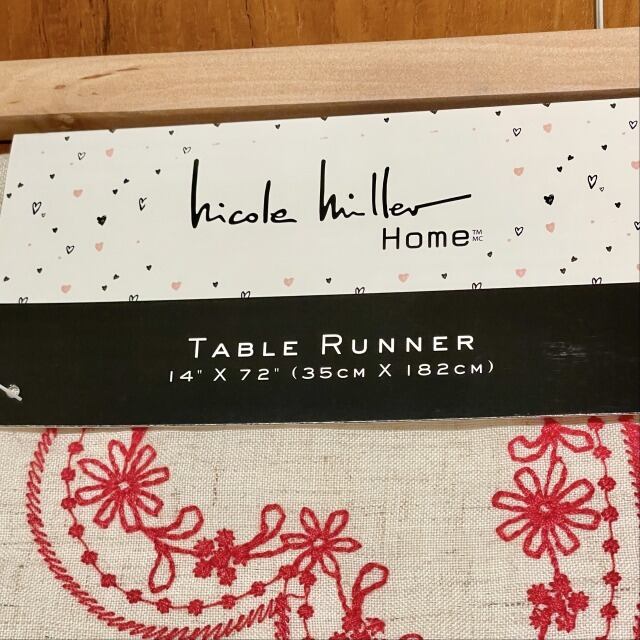 nicole miller
Home™
MC
TABLE RUNNER
14" X 72" (35CM X 182CM)